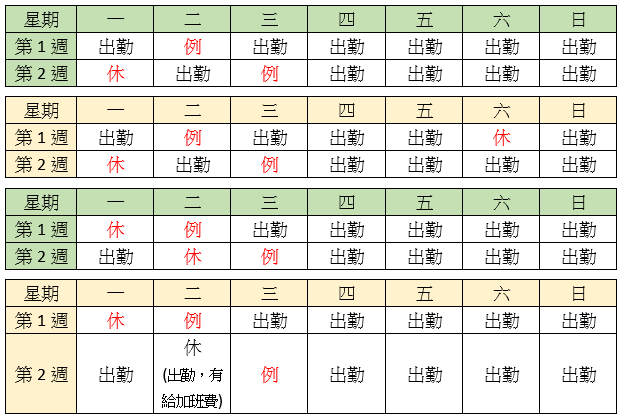 星期 一 二 三 四 五 六 日
第1週 出勤 例 出勤 出勤 出勤 出勤 出勤
第2週 休 出勤 例 出勤 出勤 出勤 出勤
星期 一 二 三 四 五 六 日
第1週 出勤 例 出勤 出勤 出勤 休 出勤
第2週 休 出勤 例 出勤 出勤 出勤 出勤
星期 一 二 三 四 五 六 日
第1週 休 例 出勤 出勤 出勤 出勤 出勤
第2週 出勤 休 例 出勤 出勤 出勤 出勤
星期 一 二 三 四 五 六 日
第1週 休 例 出勤 出勤 出勤 出勤 出勤
第2週 出勤 休
(出勤，有
給加班費) 例 出勤 出勤 出勤 出勤